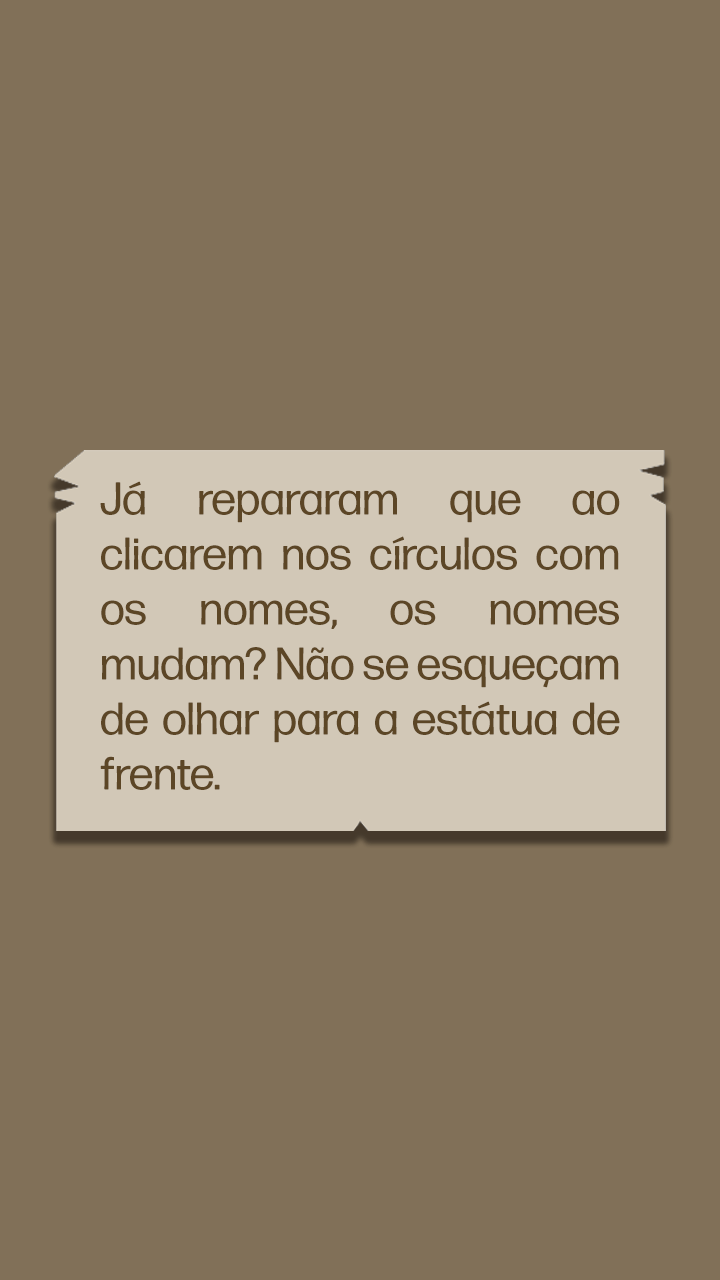 Já repararam que ao
clicarem nos círculos com
os nomes, os nomes
mudam? Não se esqueçam
de olhar para a estátua de
frente.